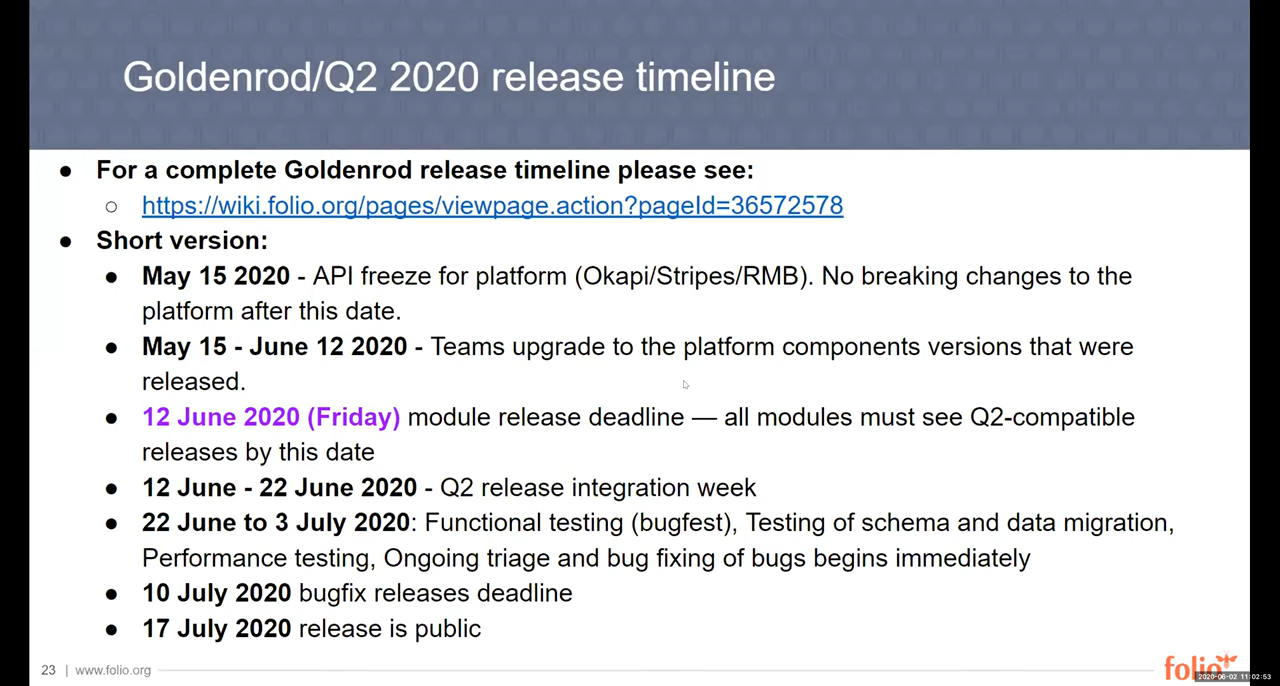 Goldenrod/Q2 2020 release timeline
● For a complete Goldenrod release timeline please see:
○ https://wiki.folio.org/pages/viewpage.action?pageId=36572578
● Short version:
● May 15 2020 - API freeze for platform (Okapi/Stripes/RMB). No breaking changes to the
platform after this date.
● May 15 - June 12 2020 - Teams upgrade to the platform components versions that were
released.
● 12 June 2020 (Friday) module release deadline — all modules must see Q2-compatible
releases by this date
● 12 June - 22 June 2020 - Q2 release integration week
● 22 June to 3 July 2020: Functional testing (bugfest), Testing of schema and data migration,
Performance testing, Ongoing triage and bug fixing of bugs begins immediately
● 10 July 2020 bugfix releases deadline
● 17 July 2020 release is public
23 | www.folio.org
folio
2020-06-02 11:02:53